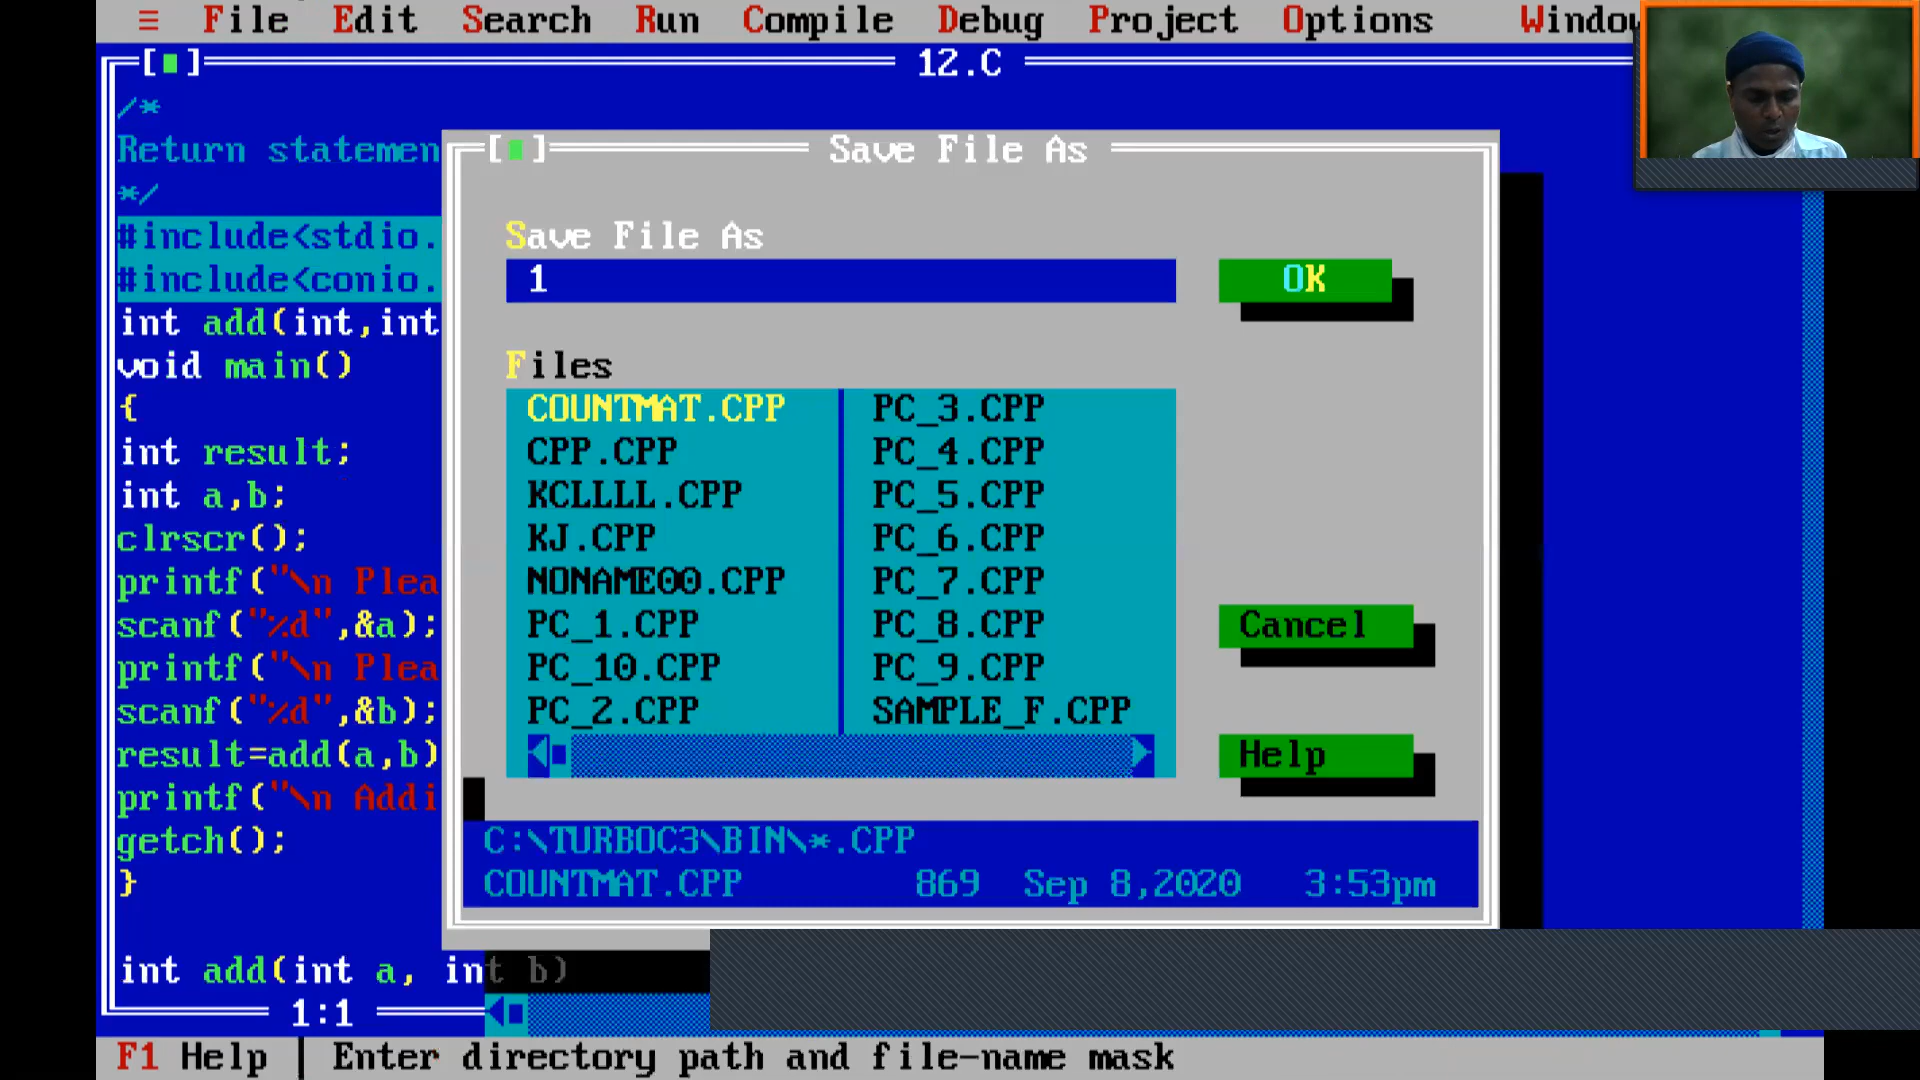 ≡ File Edit Search Run Compile Debug Project Options Window
[■] 12.C
/*
Return statemen
*/
#include<stdio.
#include<conio.
int add(int,int
void main()
{
int result;
int a,b;
clrscr();
printf("\n Plea
scanf("%d",&a);
printf("\n Plea
scanf("%d",&b);
result=add(a,b)
printf("\n Addi
getch();
}
int add(int a, int b)
1:1
[■] Save File As
Save File As
1
OK
Files
COUNTMAT.CPP PC_3.CPP
CPP.CPP PC_4.CPP
KCLLLL.CPP PC_5.CPP
KJ.CPP PC_6.CPP
NONAME00.CPP PC_7.CPP
PC_1.CPP PC_8.CPP
PC_10.CPP PC_9.CPP
PC_2.CPP SAMPLE_F.CPP
Cancel
Help
C:\TURBOC3\BIN\*.CPP
COUNTMAT.CPP 869 Sep 8,2020 3:53pm
F1 Help | Enter directory path and file-name mask